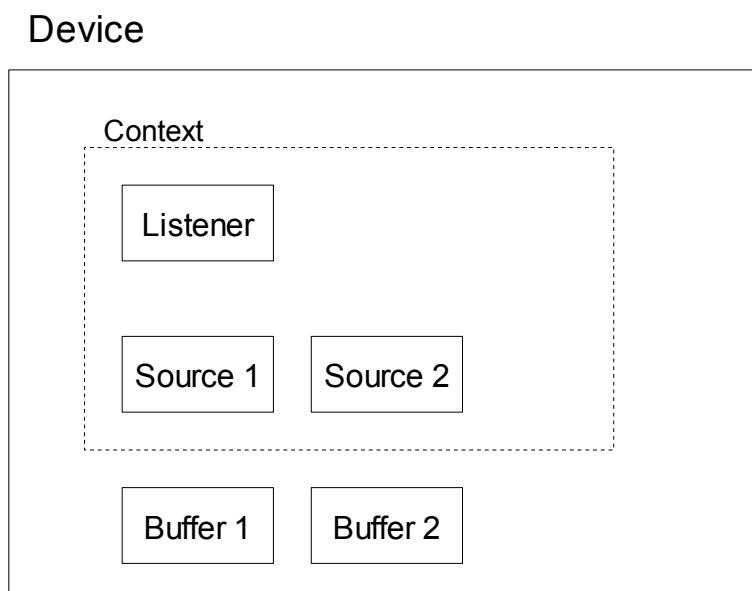 Device
Context
Listener
Source 1
Source 2
Buffer 1
Buffer 2